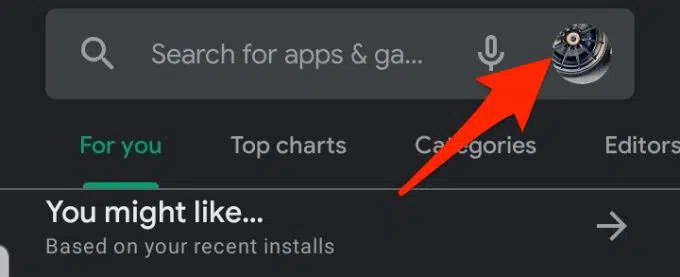 Search for apps & ga...
For you Top charts Categories Editors
You might like...
Based on your recent installs